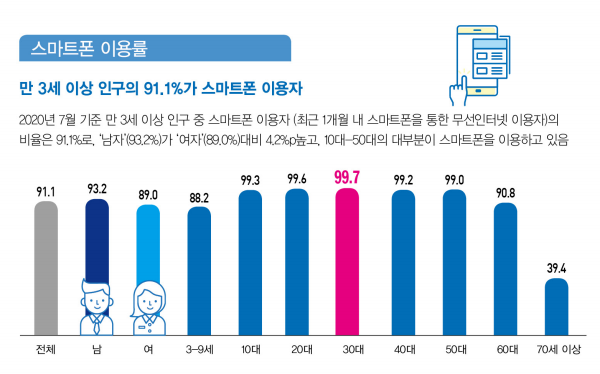 스마트폰 이용률
만 3세 이상 인구의 91.1%가 스마트폰 이용자
2020년 7월 기준 만 3세 이상 인구 중 스마트폰 이용자 (최근 1개월 내 스마트폰을 통한 무선인터넷 이용자)의
비율은 91.1%로, '남자'(93.2%)가 '여자'(89.0%)대비 4.2%p높고, 10대-50대의 대부분이 스마트폰을 이용하고 있음
91.1 93.2 89.0 88.2 99.3 99.6 99.7 99.2 99.0 90.8 39.4
전체 남 여 3-9세 10대 20대 30대 40대 50대 60대 70세 이상